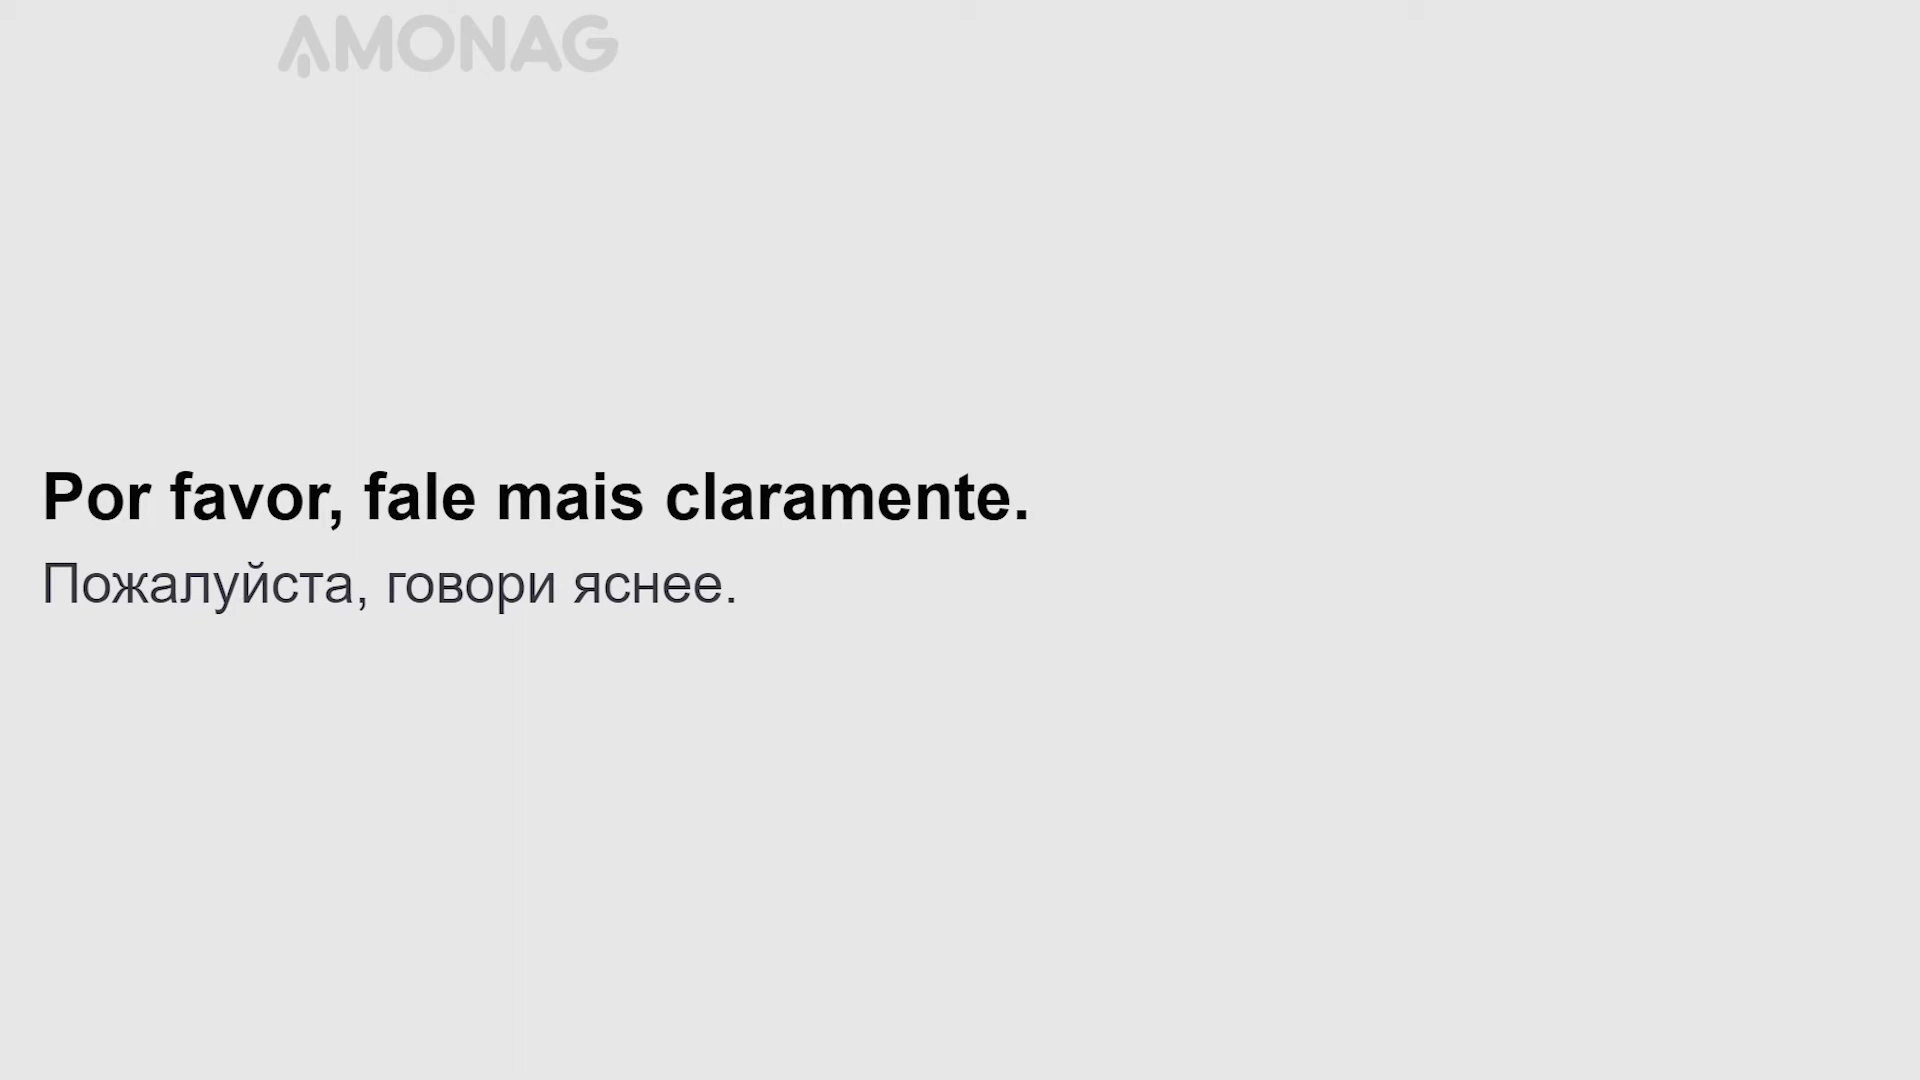 AMONAG
Por favor, fale mais claramente.
Пожалуйста, говори яснее.